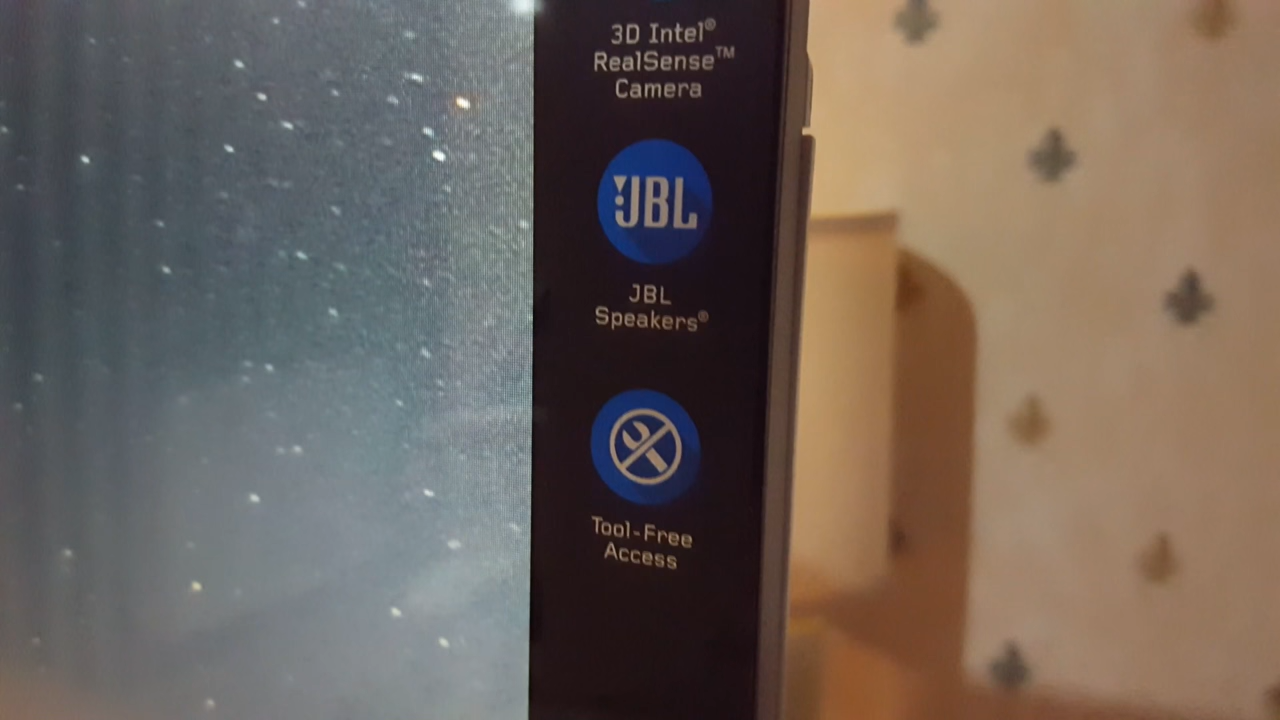 3D Intel®
RealSense™
Camera
JBL
JBL
Speakers®
Tool-Free
Access